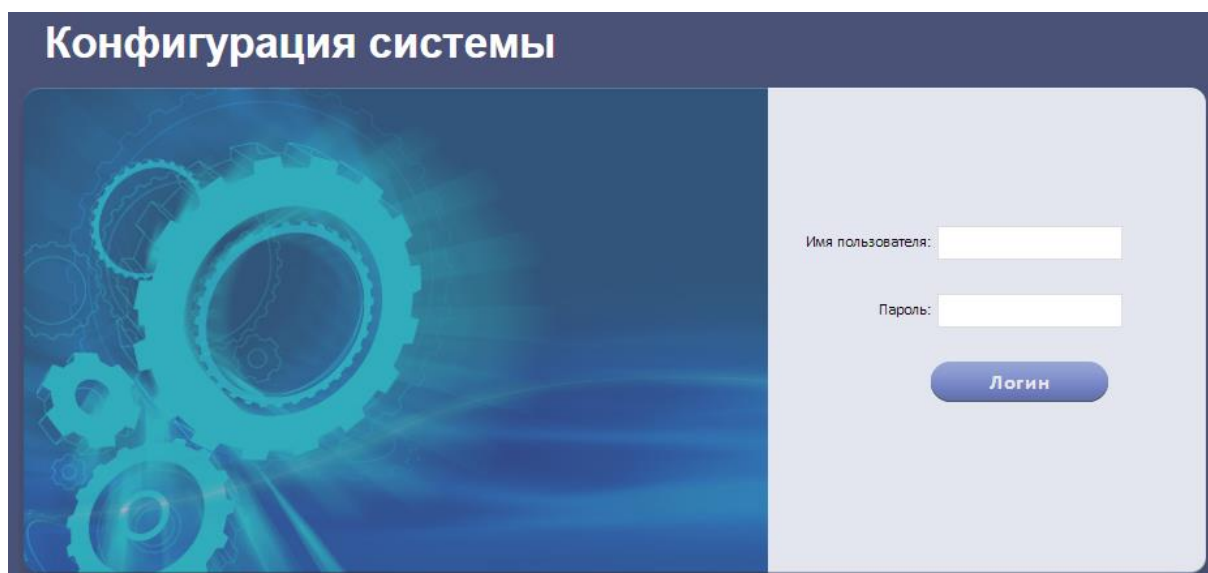 Конфигурация системы
Имя пользователя:
Пароль:
Логин